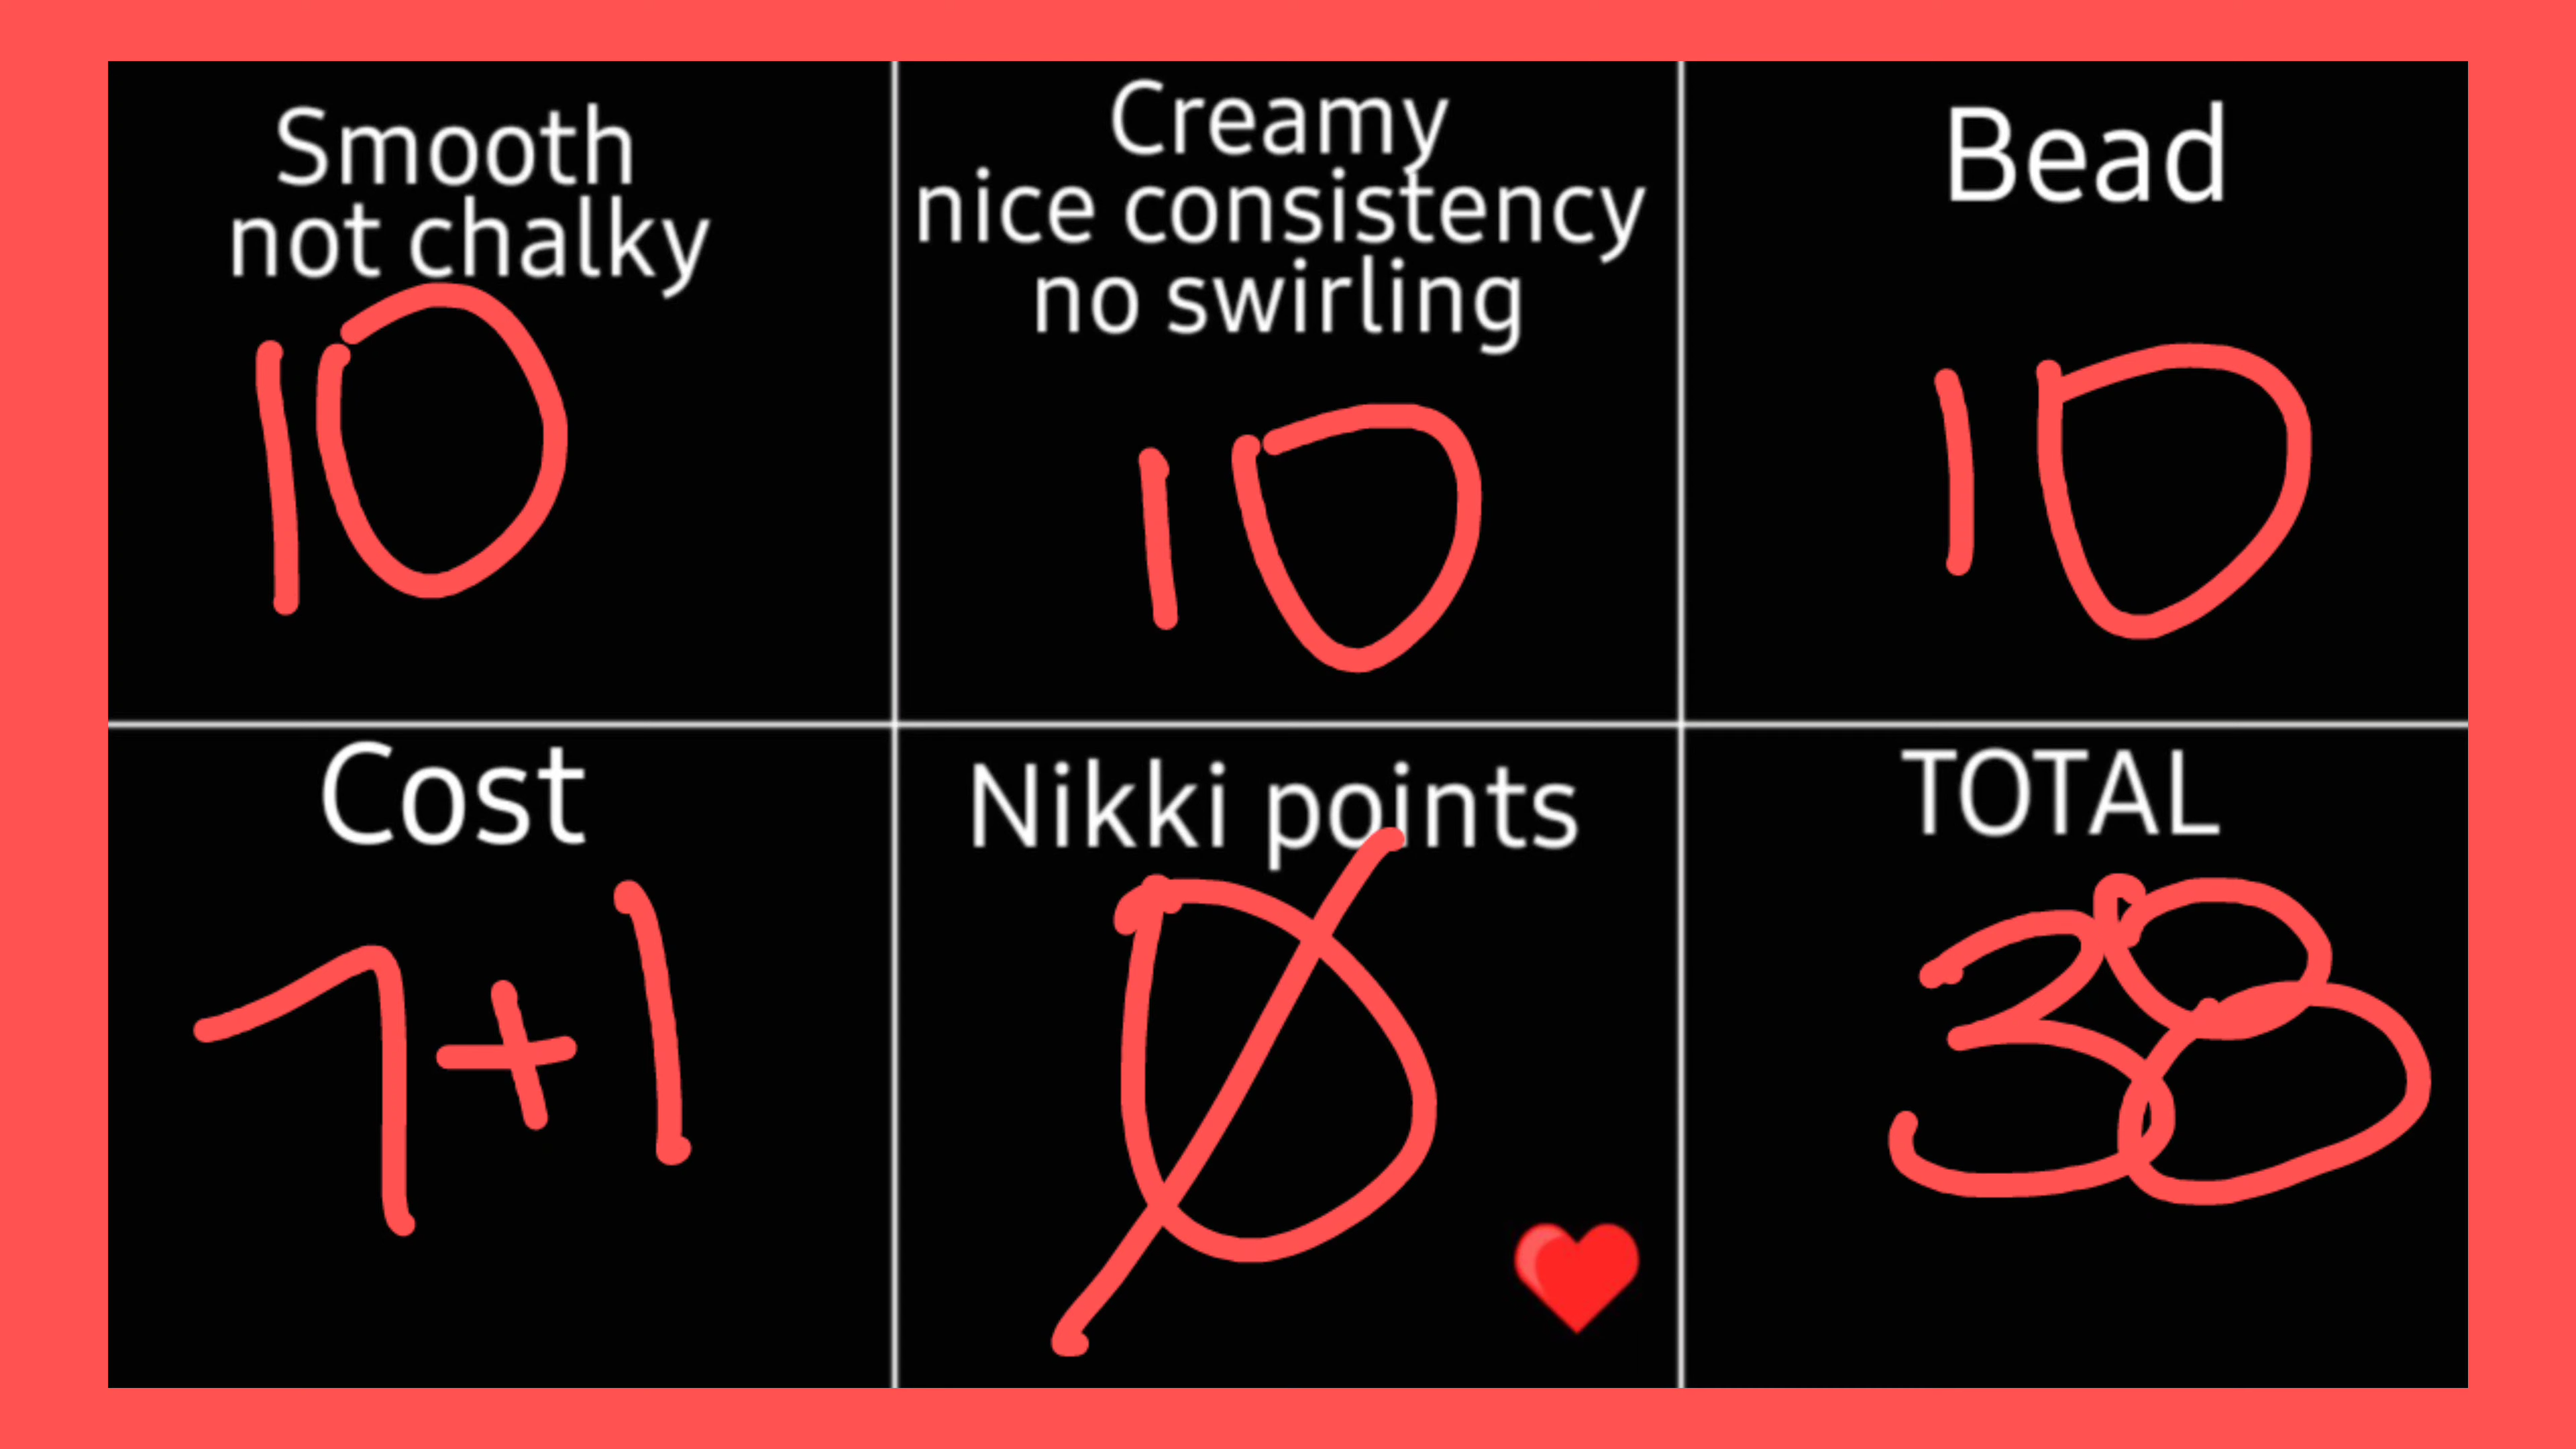 Smooth
not chalky
10
Creamy
nice consistency
no swirling
10
Bead
10
Cost
7+1
Nikki points
0
TOTAL
38